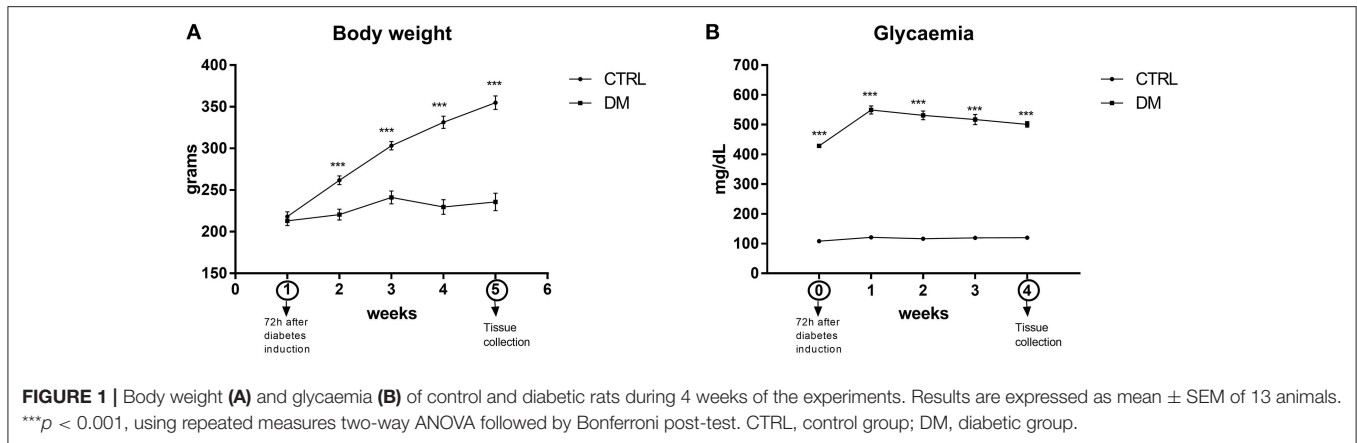 A
Body weight
400
350
300
250
200
150
grams
***
***
***
***
CTRL
DM
0
1
2
3
4
5
6
weeks
72h after
diabetes
induction
Tissue
collection
B
Glycaemia
700
600
500
400
300
200
100
0
mg/dL
***
***
***
***
***
CTRL
DM
0
1
2
3
4
weeks
72h after
diabetes
induction
Tissue
collection
FIGURE 1 | Body weight (A) and glycaemia (B) of control and diabetic rats during 4 weeks of the experiments. Results are expressed as mean ± SEM of 13 animals.
***p < 0.001, using repeated measures two-way ANOVA followed by Bonferroni post-test. CTRL, control group; DM, diabetic group.